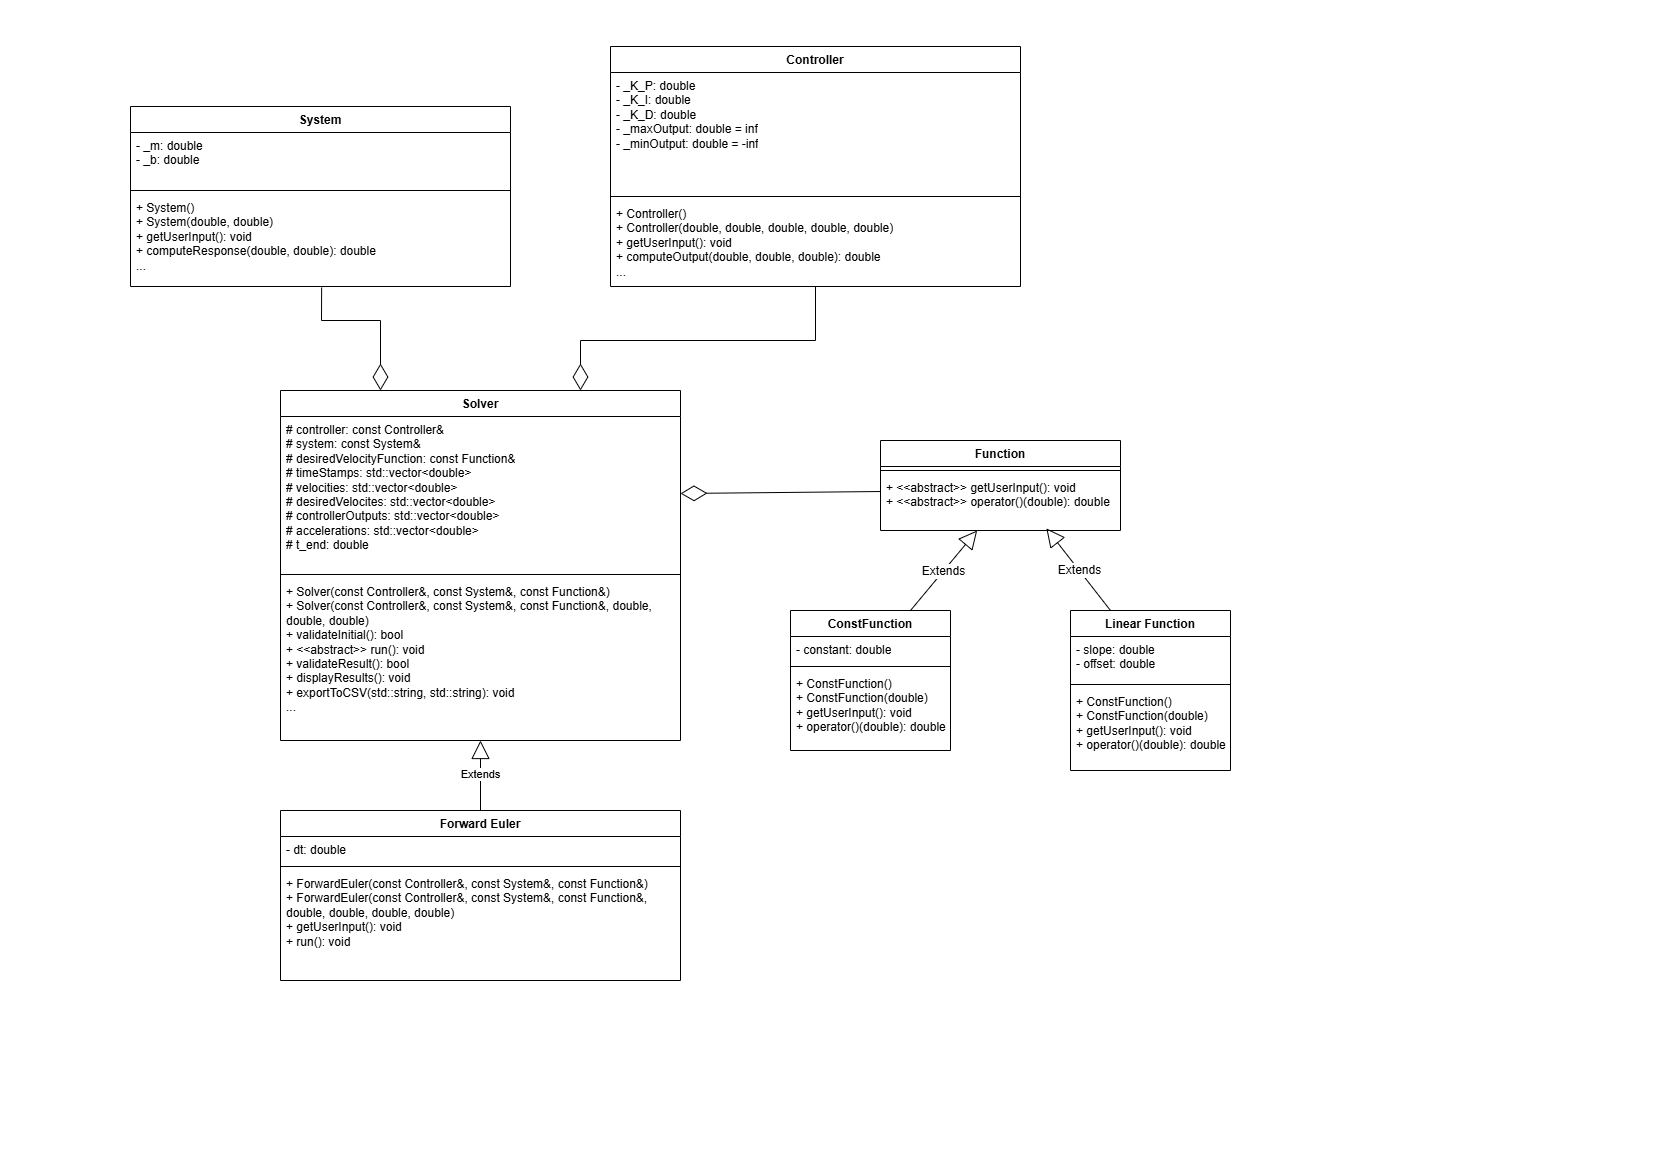 Controller
- _K_P: double
- _K_I: double
- _K_D: double
- _maxOutput: double = inf
- _minOutput: double = -inf
+ Controller()
+ Controller(double, double, double, double, double)
+ getUserInput(): void
+ computeOutput(double, double, double): double
...
System
- _m: double
- _b: double
+ System()
+ System(double, double)
+ getUserInput(): void
+ computeResponse(double, double): double
...
Solver
# controller: const Controller&
# system: const System&
# desiredVelocityFunction: const Function&
# timeStamps: std::vector<double>
# velocities: std::vector<double>
# desiredVelocites: std::vector<double>
# controllerOutputs: std::vector<double>
# accelerations: std::vector<double>
# t_end: double
+ Solver(const Controller&, const System&, const Function&)
+ Solver(const Controller&, const System&, const Function&, double,
double, double)
+ validateInitial(): bool
+ <<abstract>> run(): void
+ validateResult(): bool
+ displayResults(): void
+ exportToCSV(std::string, std::string): void
...
Function
+ <<abstract>> getUserInput(): void
+ <<abstract>> operator()(double): double
Extends
Extends
ConstFunction
- constant: double
+ ConstFunction()
+ ConstFunction(double)
+ getUserInput(): void
+ operator()(double): double
Linear Function
- slope: double
- offset: double
+ ConstFunction()
+ ConstFunction(double)
+ getUserInput(): void
+ operator()(double): double
Extends
Forward Euler
- dt: double
+ ForwardEuler(const Controller&, const System&, const Function&)
+ ForwardEuler(const Controller&, const System&, const Function&,
double, double, double, double)
+ getUserInput(): void
+ run(): void